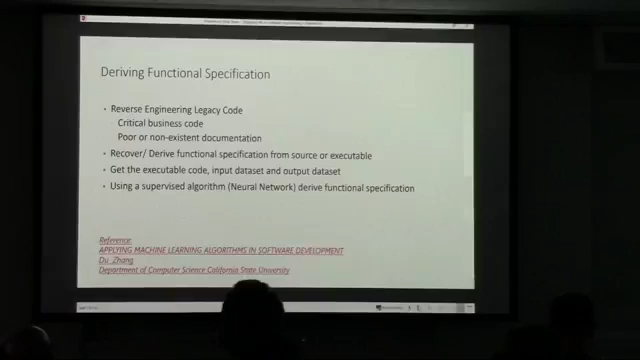 Deriving Functional Specification
• Reverse Engineering Legacy Code
Critical business code
Poor or non-existent documentation
• Recover/ Derive functional specification from source or executable
• Get the executable code, input dataset and output dataset
• Using a supervised algorithm (Neural Network) derive functional specification
Reference:
APPLYING MACHINE LEARNING ALGORITHMS IN SOFTWARE DEVELOPMENT
Du Zhang
Department of Computer Science California State University